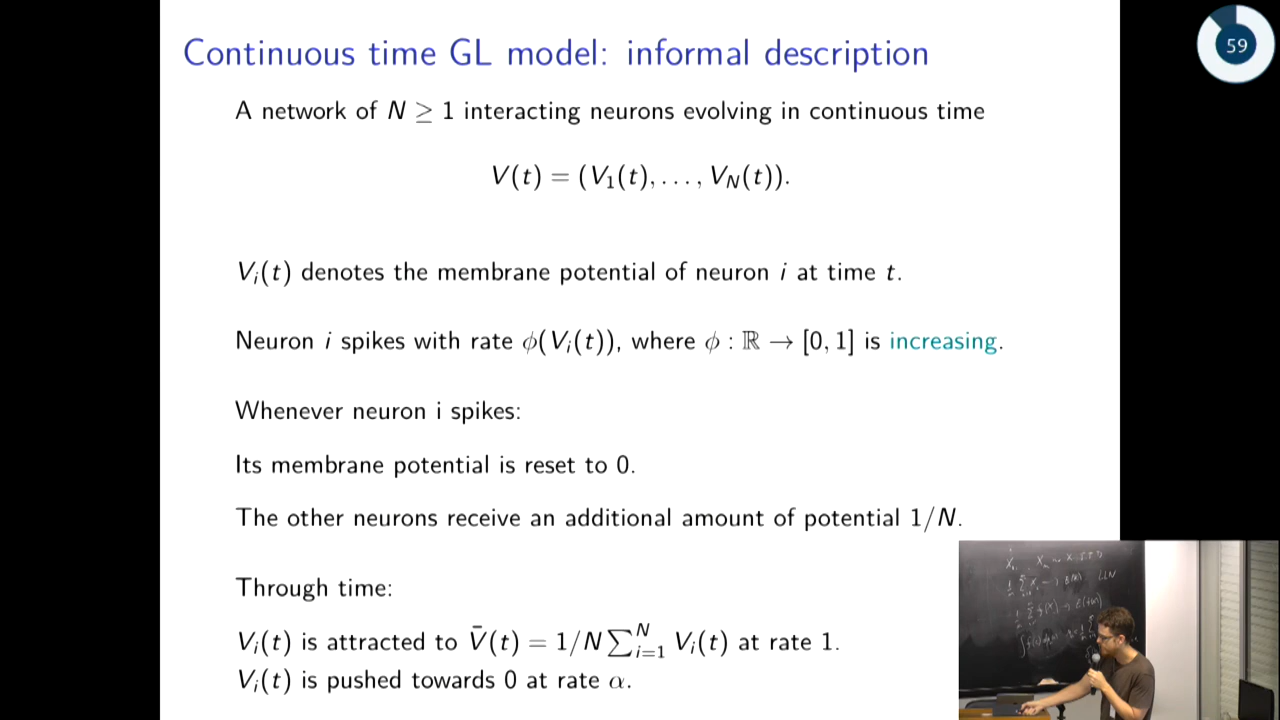 Continuous time GL model: informal description
59
A network of N ≥ 1 interacting neurons evolving in continuous time
V(t) = (V₁(t), . . . , V_N(t)).
V_i(t) denotes the membrane potential of neuron i at time t.
Neuron i spikes with rate ϕ(V_i(t)), where ϕ : ℝ → [0, 1] is increasing.
Whenever neuron i spikes:
Its membrane potential is reset to 0.
The other neurons receive an additional amount of potential 1/N.
Through time:
V_i(t) is attracted to V̄(t) = 1/N ∑_{i=1}^N V_i(t) at rate 1.
V_i(t) is pushed towards 0 at rate α.
LLN